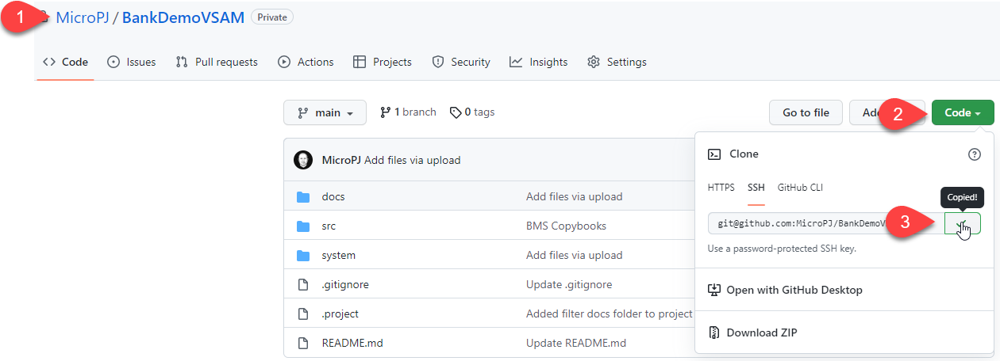 1 MicroPJ / BankDemoVSAM Private
Code Issues Pull requests Actions Projects Security Insights Settings
main 1 branch 0 tags Go to file Ad 2 Code
MicroPJ Add files via upload
Clone
HTTPS SSH GitHub CLI
Copied!
git@github.com:MicroPJ/BankDemoV 3
Use a password-protected SSH key.
Open with GitHub Desktop
Download ZIP
docs Add files via upload
src BMS Copybooks
system Add files via upload
.gitignore Update .gitignore
.project Added filter docs folder to project
README.md Update README.md